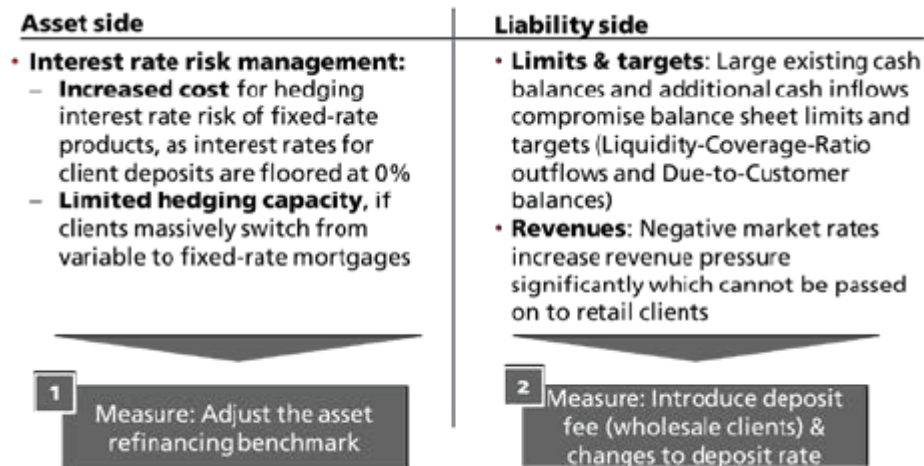 Asset side
• Interest rate risk management:
– Increased cost for hedging
interest rate risk of fixed-rate
products, as interest rates for
client deposits are floored at 0%
– Limited hedging capacity, if
clients massively switch from
variable to fixed-rate mortgages
1
Measure: Adjust the asset
refinancing benchmark
Liability side
• Limits & targets: Large existing cash
balances and additional cash inflows
compromise balance sheet limits and
targets (Liquidity-Coverage-Ratio
outflows and Due-to-Customer
balances)
• Revenues: Negative market rates
increase revenue pressure
significantly which cannot be passed
on to retail clients
2
Measure: Introduce deposit
fee (wholesale clients) &
changes to deposit rate